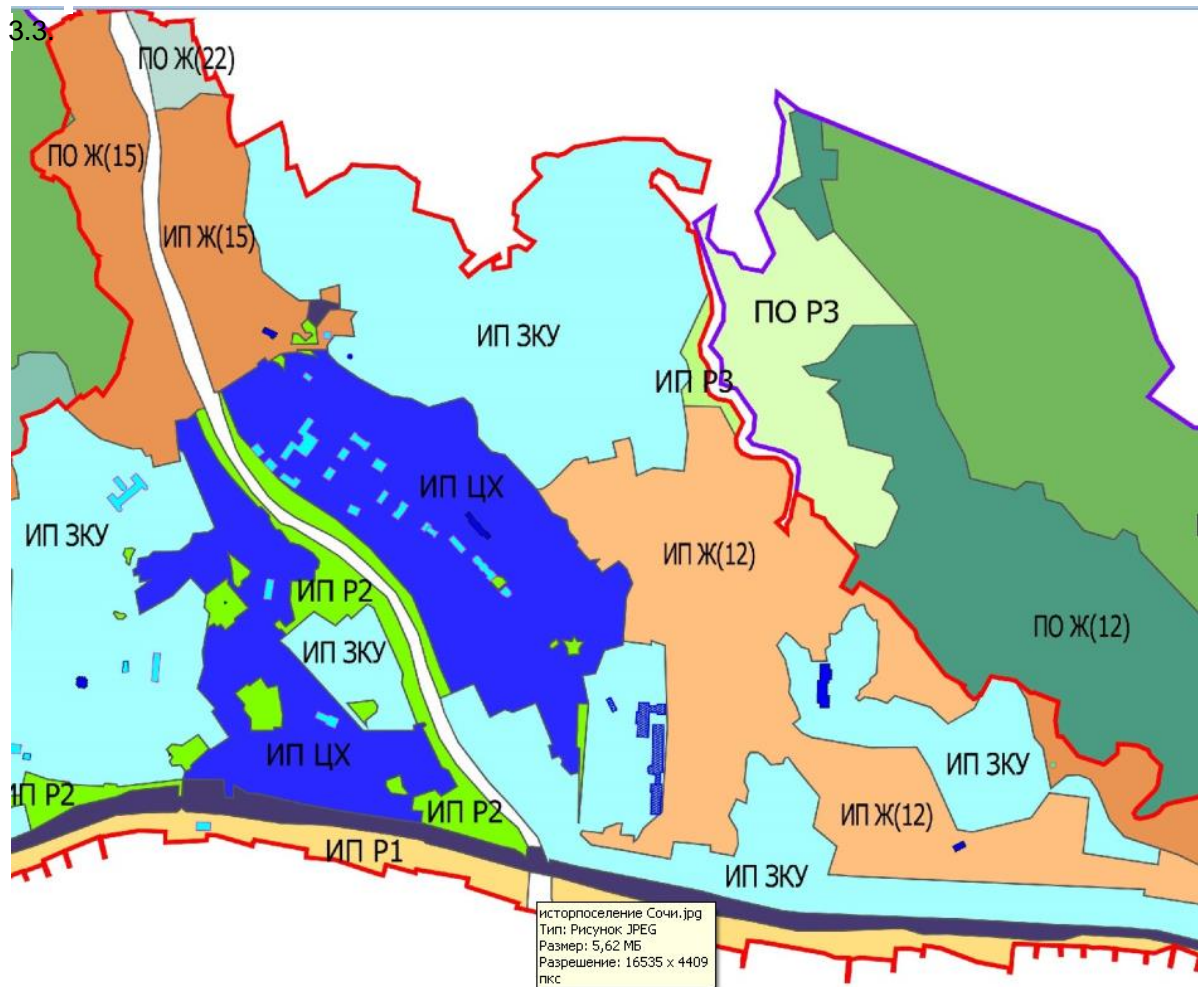 3.3.
ПО Ж(22)
ПО Ж(15)
ИП Ж(15)
ПО Р3
ИП ЗКУ
ИП Р3
ИП ЦХ
ИП ЗКУ
ИП Ж(12)
ИП Р2
ПО Ж(12)
ИП ЗКУ
ИП ЦХ
ИП ЗКУ
ИП Р2
ИП Р2
ИП Ж(12)
ИП Р1
ИП ЗКУ
исторпоселение Сочи.jpg
Тип: Рисунок JPEG
Размер: 5,62 МБ
Разрешение: 16535 x 4409
пкс